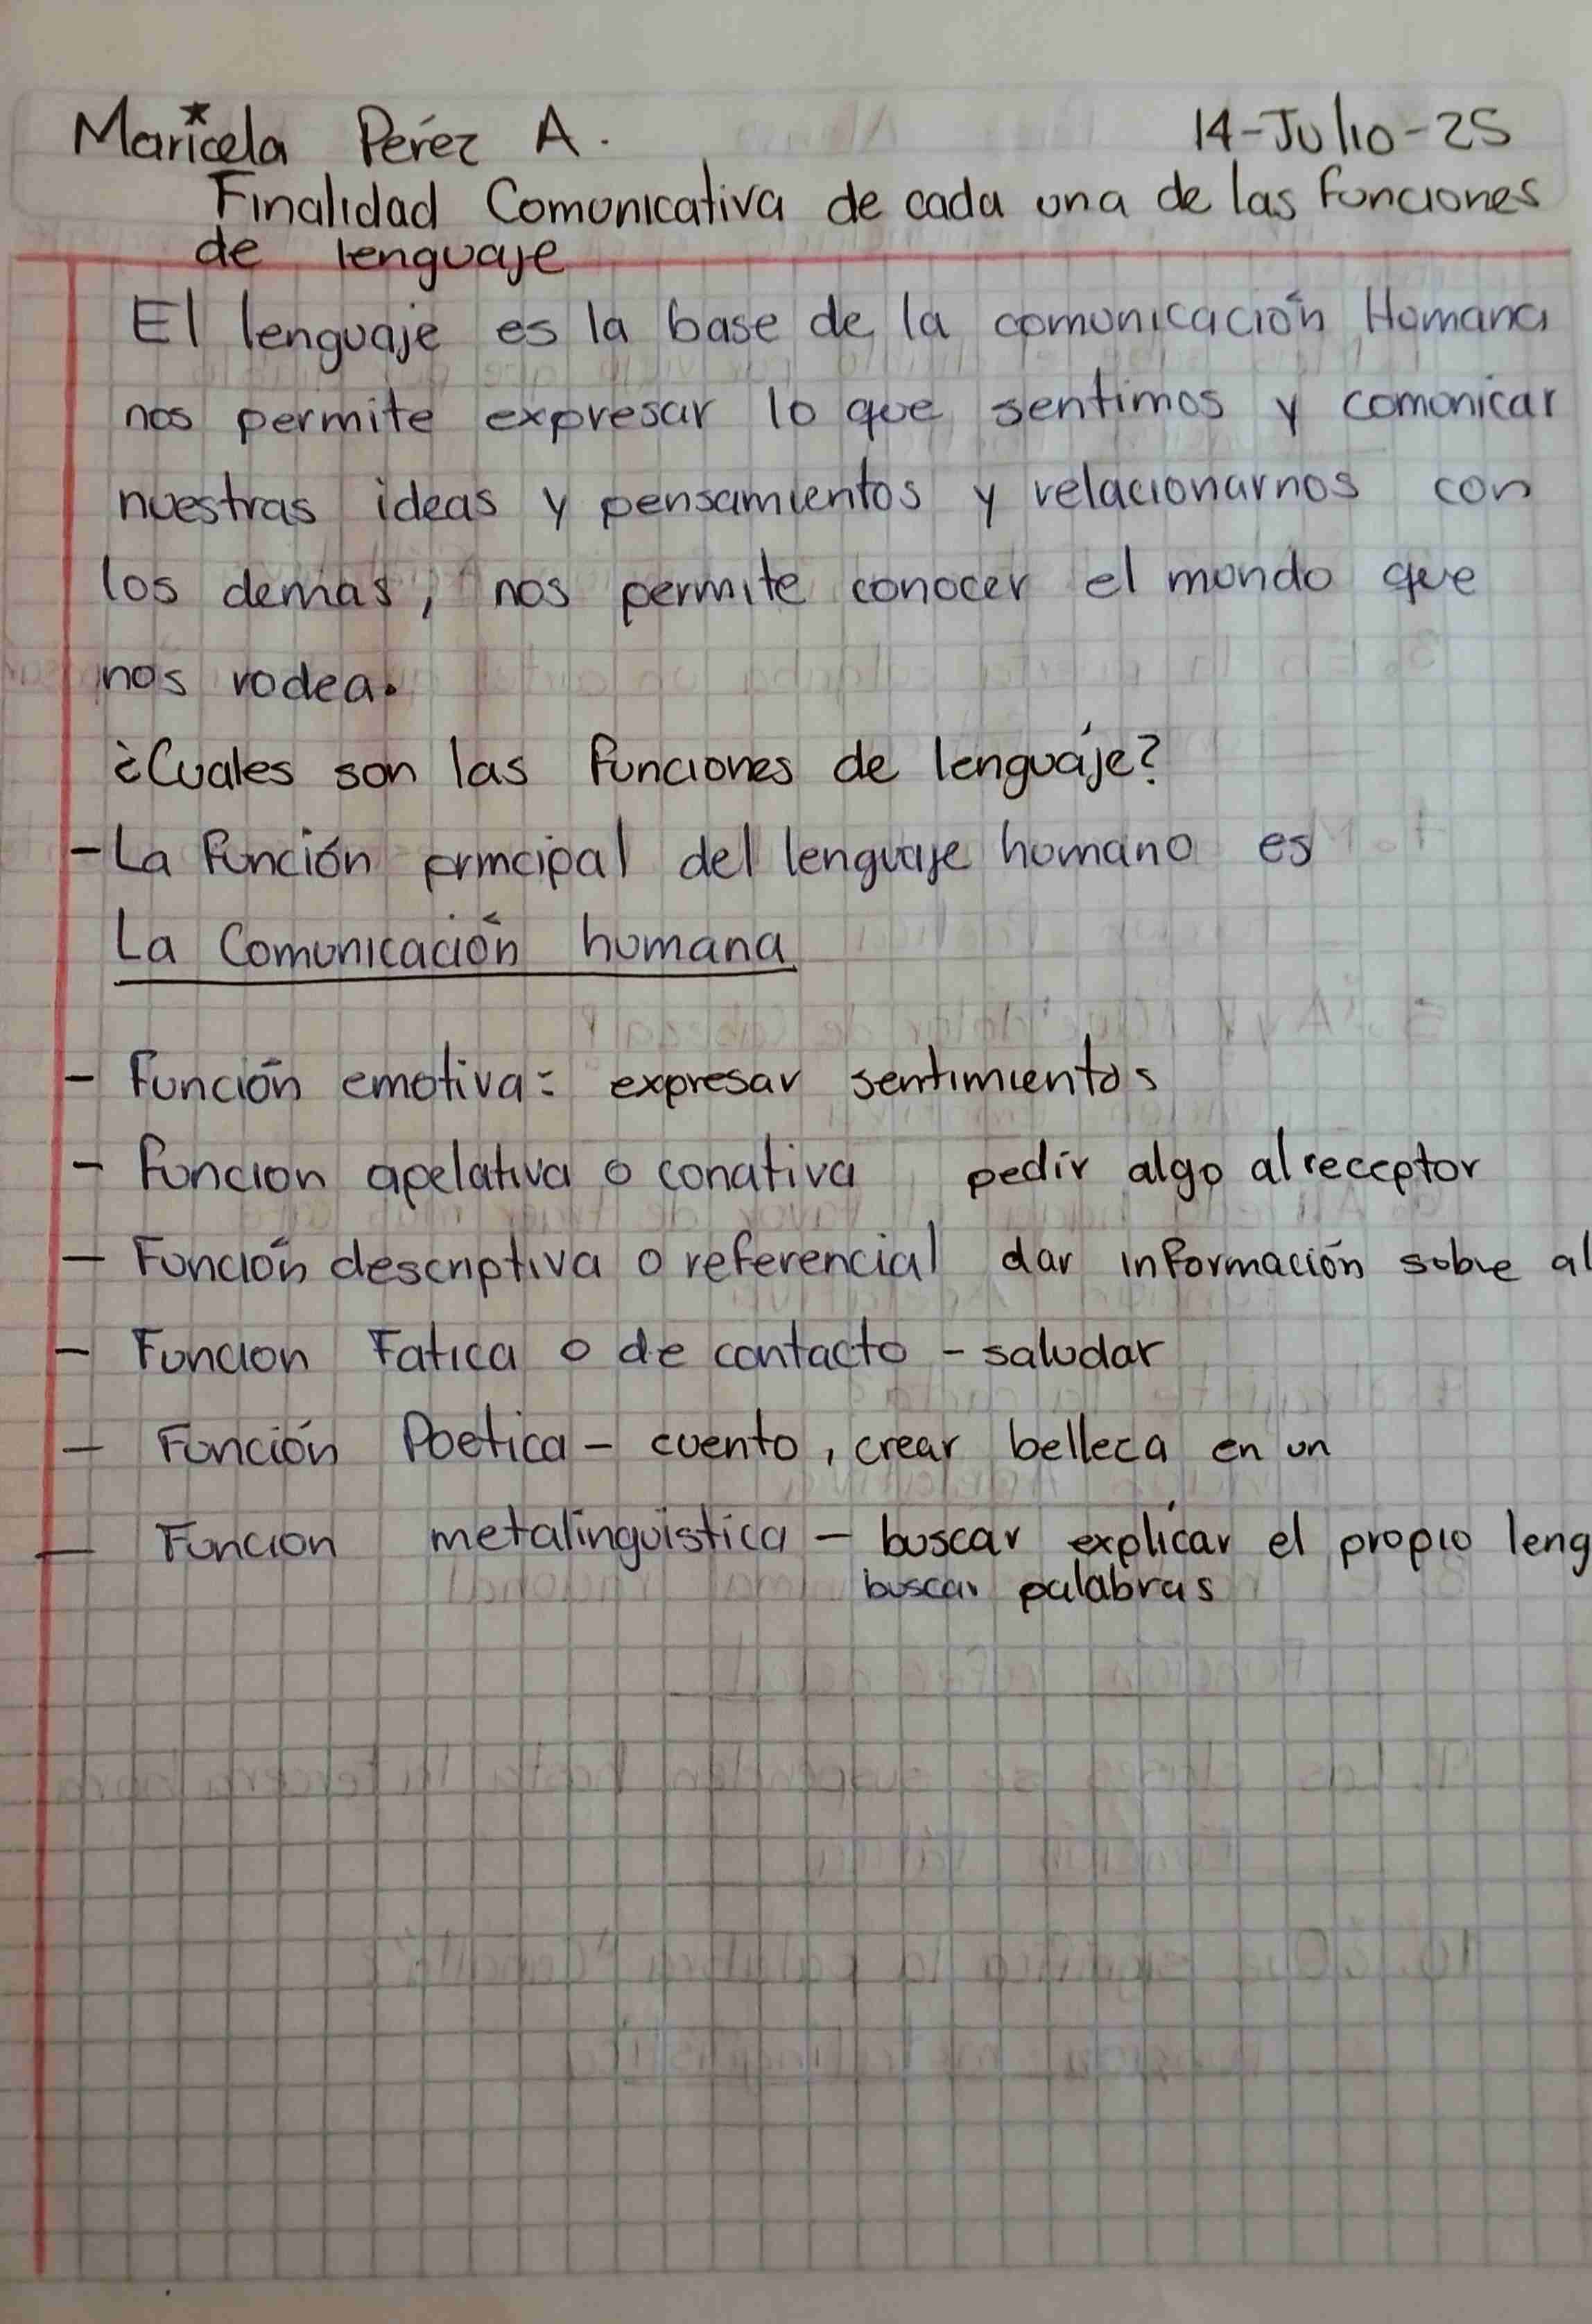 Maricela Peréz A.
14-Julio-25
Finalidad Comunicativa de cada una de las funciones
de lenguaje
El lenguaje es la base de la comunicación Humana
nos permite expresar lo que sentimos y comunicar
nuestras ideas y pensamientos y relacionarnos con
los demas, nos permite conocer el mundo que
nos rodea.
¿Cuales son las funciones de lenguáje?
- La función principal del lenguaje humano es
La Comunicación humana
- Función emotiva: expresar sentimientos
- función apelativa o conativa pedir algo al receptor
- Función descriptiva o referencial dar información sobre al
- Funcion Fatica o de contacto - saludar
- Función Poetica - cuento, crear belleca en un
- Funcion metalinguistica - buscar explicar el propio leng
buscar palabras